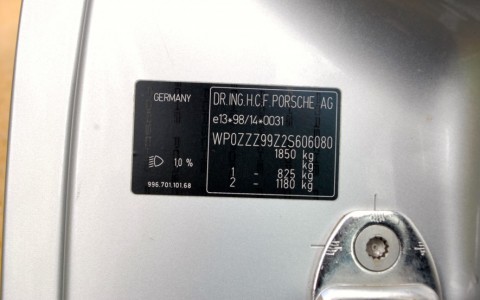 GERMANY
DR.ING.H.C.F.PORSCHE AG
e13*98/14*0031
WP0ZZZ99Z2S606080
1850 kg
kg
1 - 825 kg
2 - 1180 kg
1,0 %
996.701.101.68